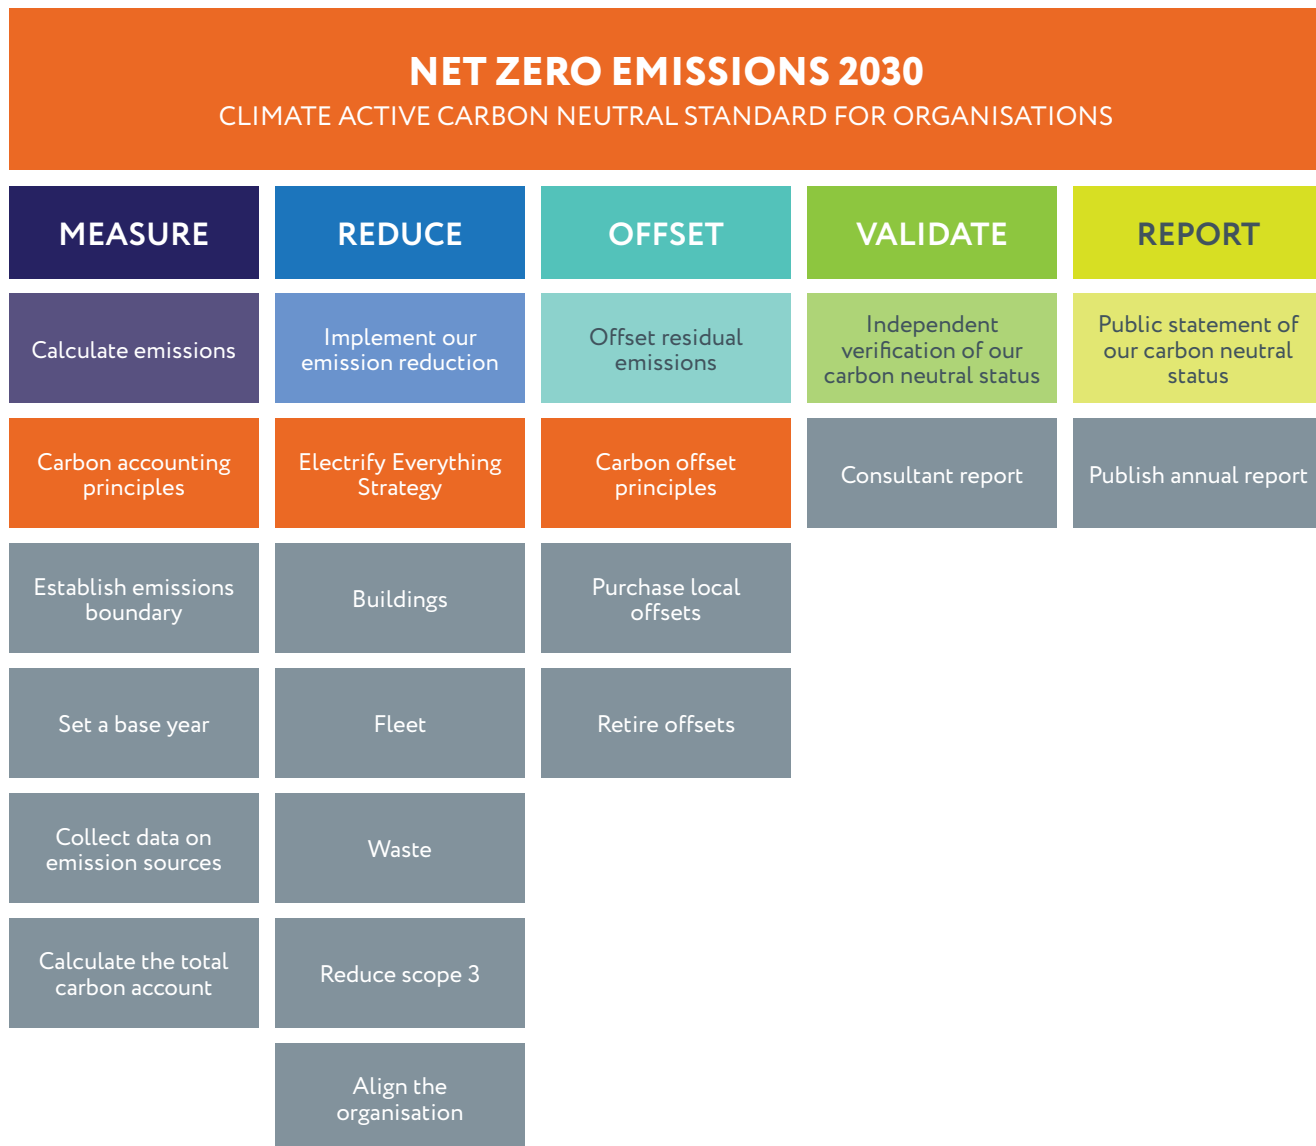 NET ZERO EMISSIONS 2030
CLIMATE ACTIVE CARBON NEUTRAL STANDARD FOR ORGANISATIONS
MEASURE
REDUCE
OFFSET
VALIDATE
REPORT
Calculate emissions
Implement our
emission reduction
Offset residual
emissions
Independent
verification of our
carbon neutral status
Public statement of
our carbon neutral
status
Carbon accounting
principles
Electrify Everything
Strategy
Carbon offset
principles
Consultant report
Publish annual report
Establish emissions
boundary
Buildings
Purchase local
offsets
Set a base year
Fleet
Retire offsets
Collect data on
emission sources
Waste
Calculate the total
carbon account
Reduce scope 3
Align the
organisation